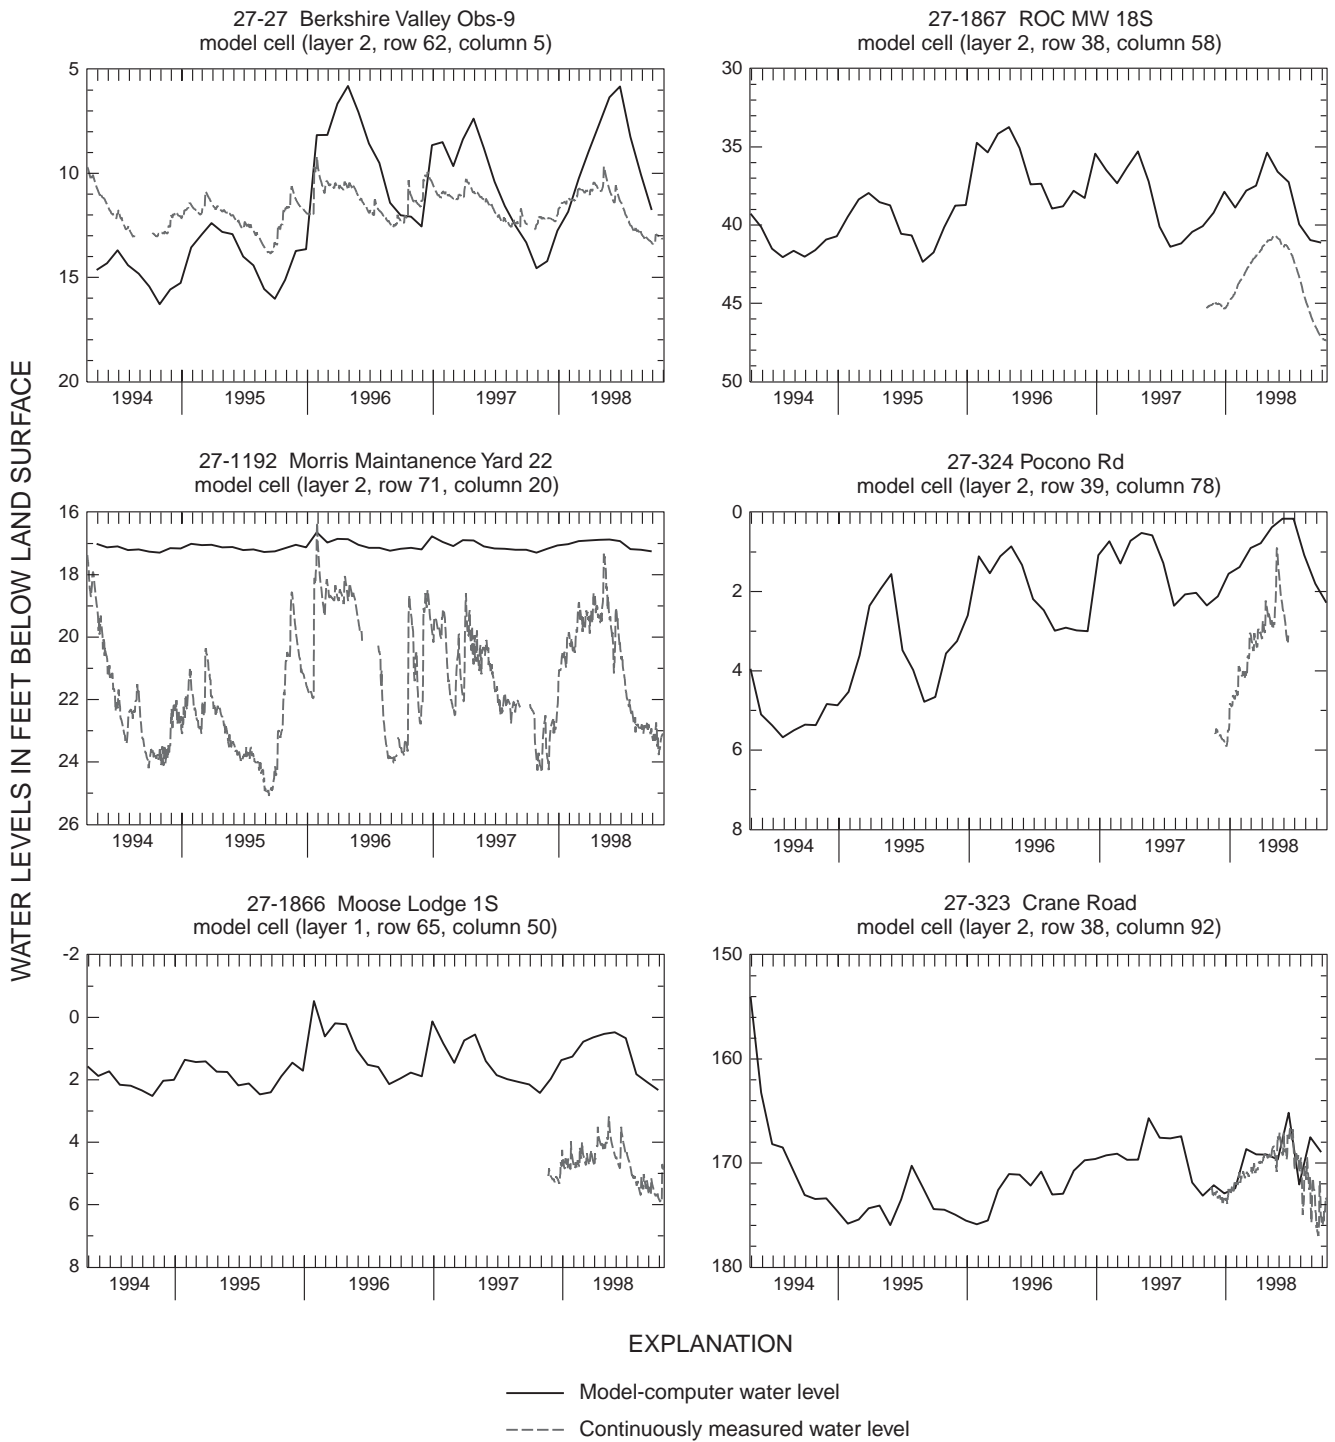 WATER LEVELS IN FEET BELOW LAND SURFACE
27-27 Berkshire Valley Obs-9
model cell (layer 2, row 62, column 5)
5
10
15
20
1994 1995 1996 1997 1998
27-1867 ROC MW 18S
model cell (layer 2, row 38, column 58)
30
35
40
45
50
1994 1995 1996 1997 1998
27-1192 Morris Maintanence Yard 22
model cell (layer 2, row 71, column 20)
16
18
20
22
24
26
1994 1995 1996 1997 1998
27-324 Pocono Rd
model cell (layer 2, row 39, column 78)
0
2
4
6
8
1994 1995 1996 1997 1998
27-1866 Moose Lodge 1S
model cell (layer 1, row 65, column 50)
-2
0
2
4
6
8
1994 1995 1996 1997 1998
27-323 Crane Road
model cell (layer 2, row 38, column 92)
150
160
170
180
1994 1995 1996 1997 1998
EXPLANATION
Model-computer water level
Continuously measured water level